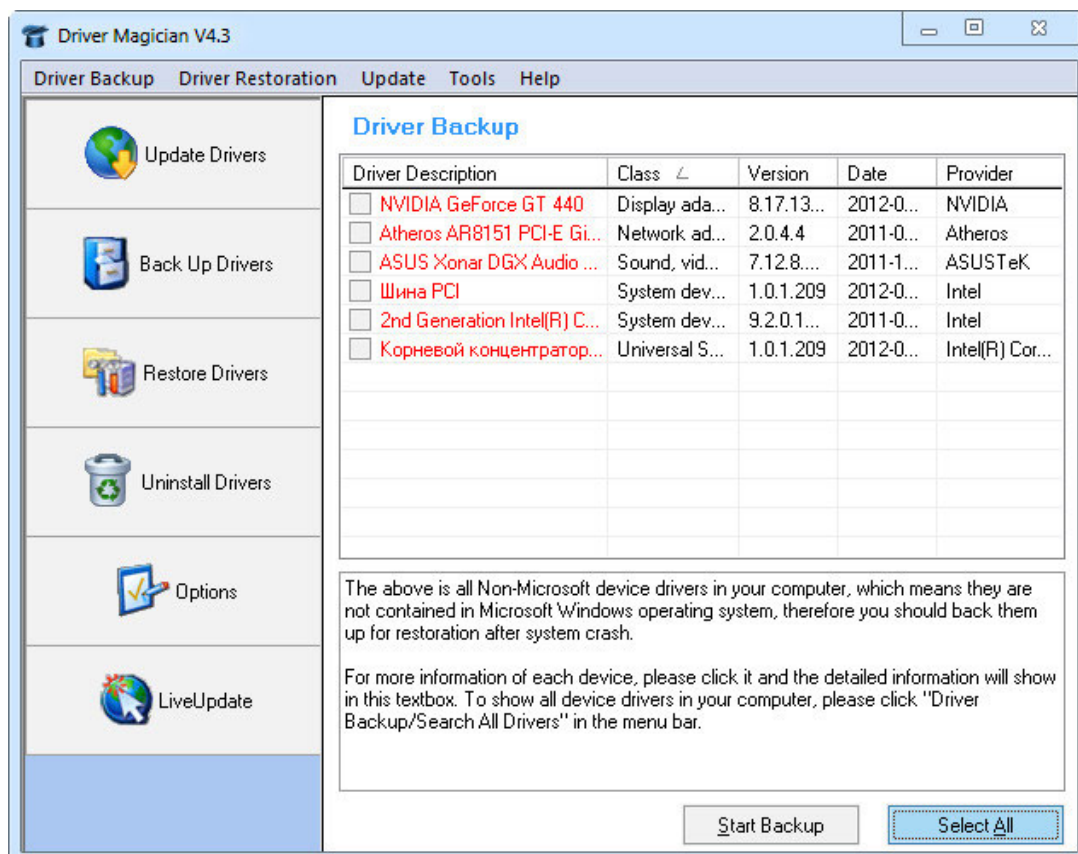 Driver Magician V4.3
Driver Backup Driver Restoration Update Tools Help
Update Drivers
Back Up Drivers
Restore Drivers
Uninstall Drivers
Options
LiveUpdate
Driver Backup
Driver Description Class Version Date Provider
NVIDIA GeForce GT 440 Display ada... 8.17.13... 2012-0... NVIDIA
Atheros AR8151 PCI-E Gi... Network ad... 2.0.4.4 2011-0... Atheros
ASUS Xonar DGX Audio ... Sound, vid... 7.12.8.... 2011-1... ASUSTeK
Шина PCI System dev... 1.0.1.209 2012-0... Intel
2nd Generation Intel(R) C... System dev... 9.2.0.1... 2011-0... Intel
Корневой концентратор... Universal S... 1.0.1.209 2012-0... Intel(R) Cor...
The above is all Non-Microsoft device drivers in your computer, which means they are
not contained in Microsoft Windows operating system, therefore you should back them
up for restoration after system crash.
For more information of each device, please click it and the detailed information will show
in this textbox. To show all device drivers in your computer, please click "Driver
Backup/Search All Drivers" in the menu bar.
Start Backup Select All